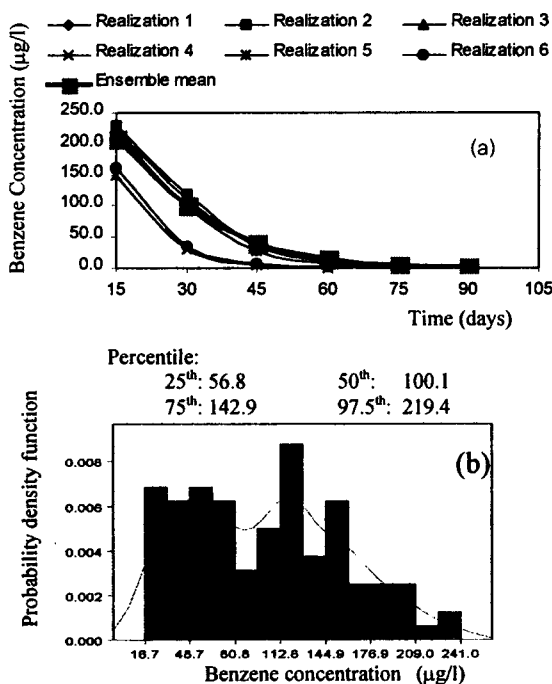 Realization 1 Realization 2 Realization 3
Realization 4 Realization 5 Realization 6
Ensemble mean
Benzene Concentration (µg/l)
250.0
200.0
150.0
100.0
50.0
0.0
(a)
15 30 45 60 75 90 105
Time (days)
Percentile:
25th: 56.8 50th: 100.1
75th: 142.9 97.5th: 219.4
Probability density function
(b)
0.008
0.006
0.004
0.002
0.000
16.7 48.7 80.8 112.8 144.9 176.9 209.0 241.0
Benzene concentration (µg/l)